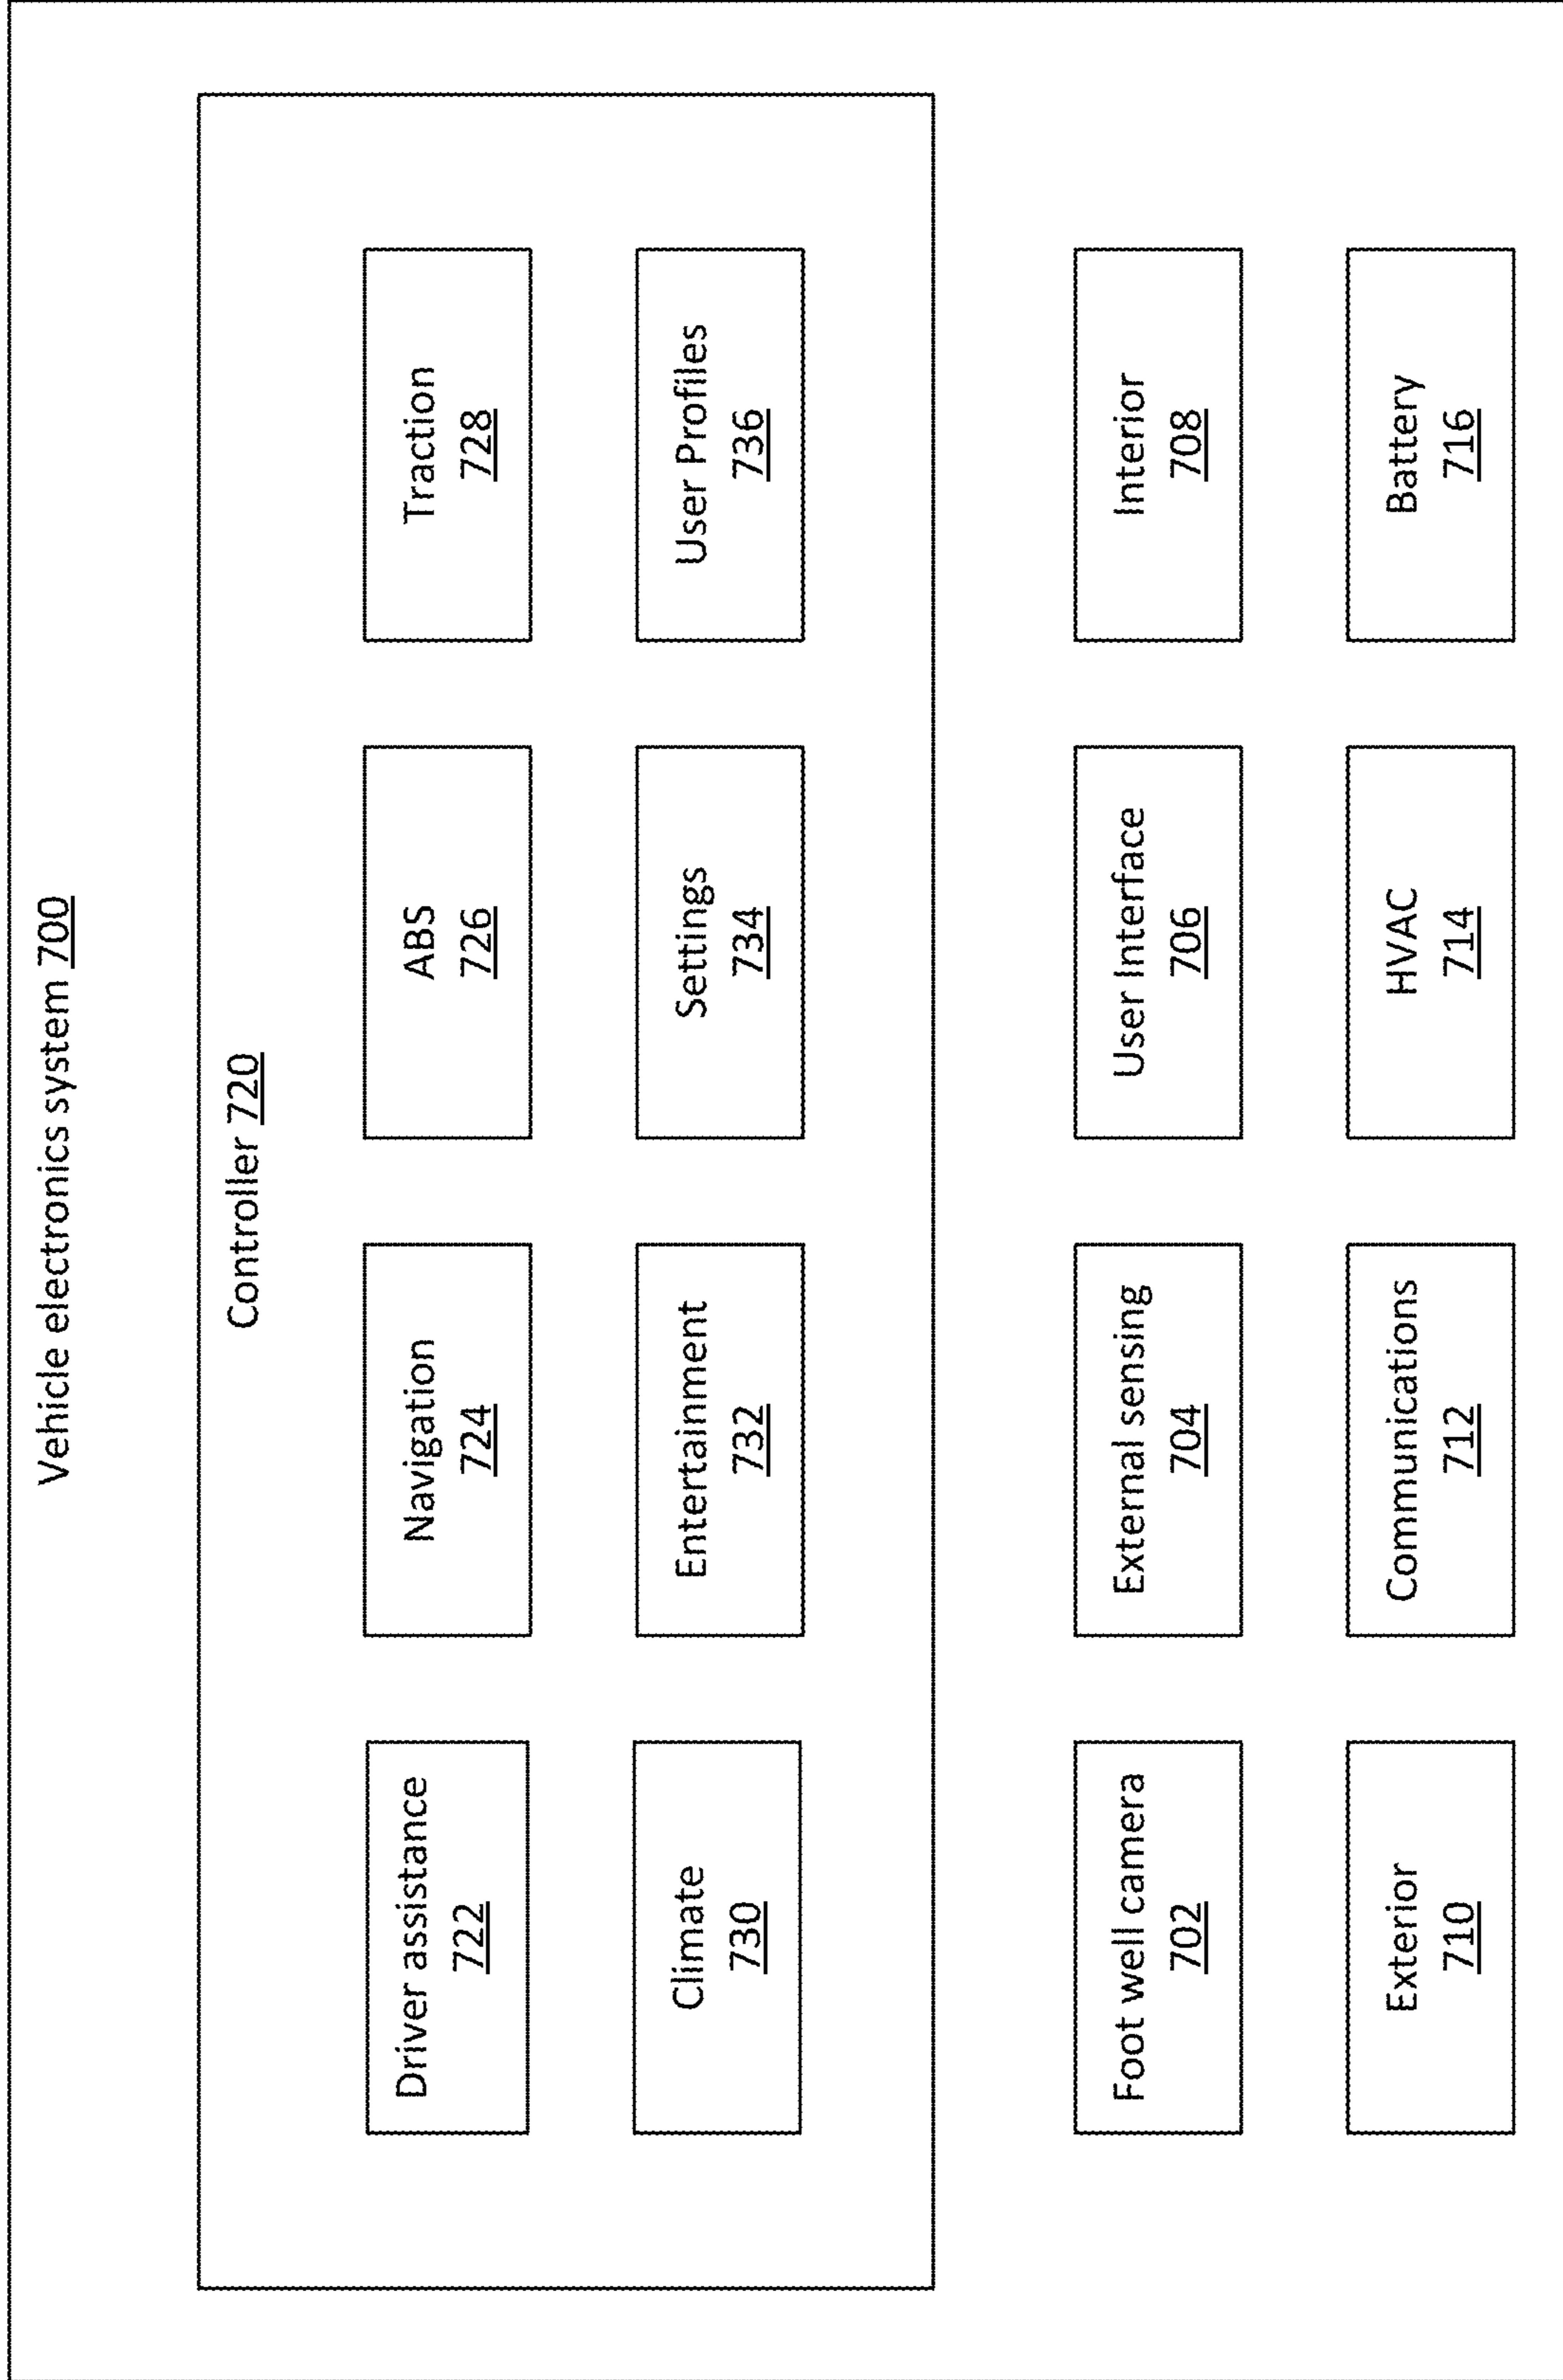 Vehicle electronics system 700
Controller 720
Driver assistance
722
Navigation
724
ABS
726
Traction
728
Climate
730
Entertainment
732
Settings
734
User Profiles
736
Foot well camera
702
External sensing
704
User Interface
706
Interior
708
Exterior
710
Communications
712
HVAC
714
Battery
716